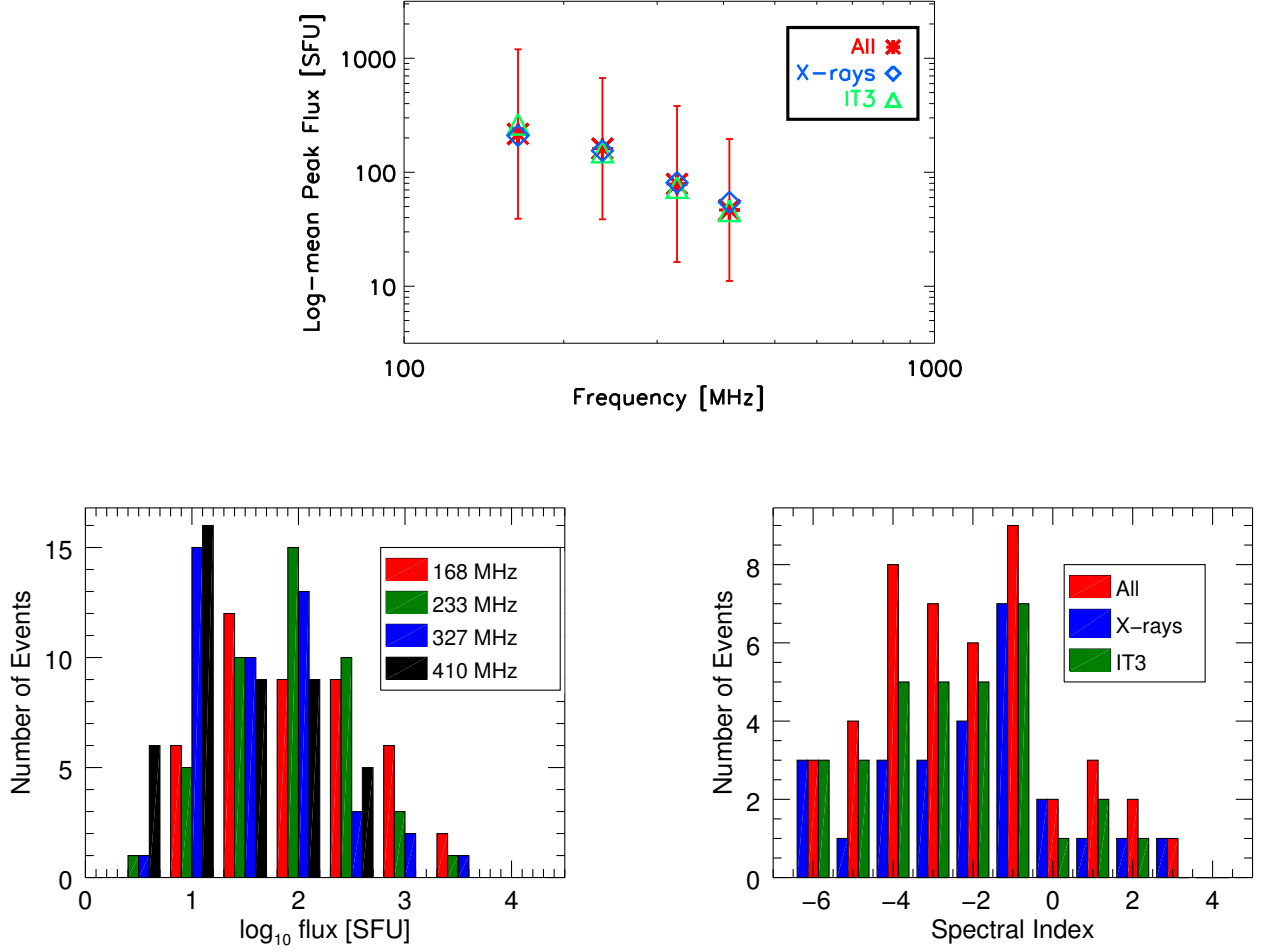 Log-mean Peak Flux [SFU]
1000
100
10
100
1000
Frequency [MHz]
All
X-rays
IT3
Number of Events
15
10
5
0
0
1
2
3
4
log10 flux [SFU]
168 MHz
233 MHz
327 MHz
410 MHz
Number of Events
8
6
4
2
0
-6
-4
-2
0
2
4
Spectral Index
All
X-rays
IT3